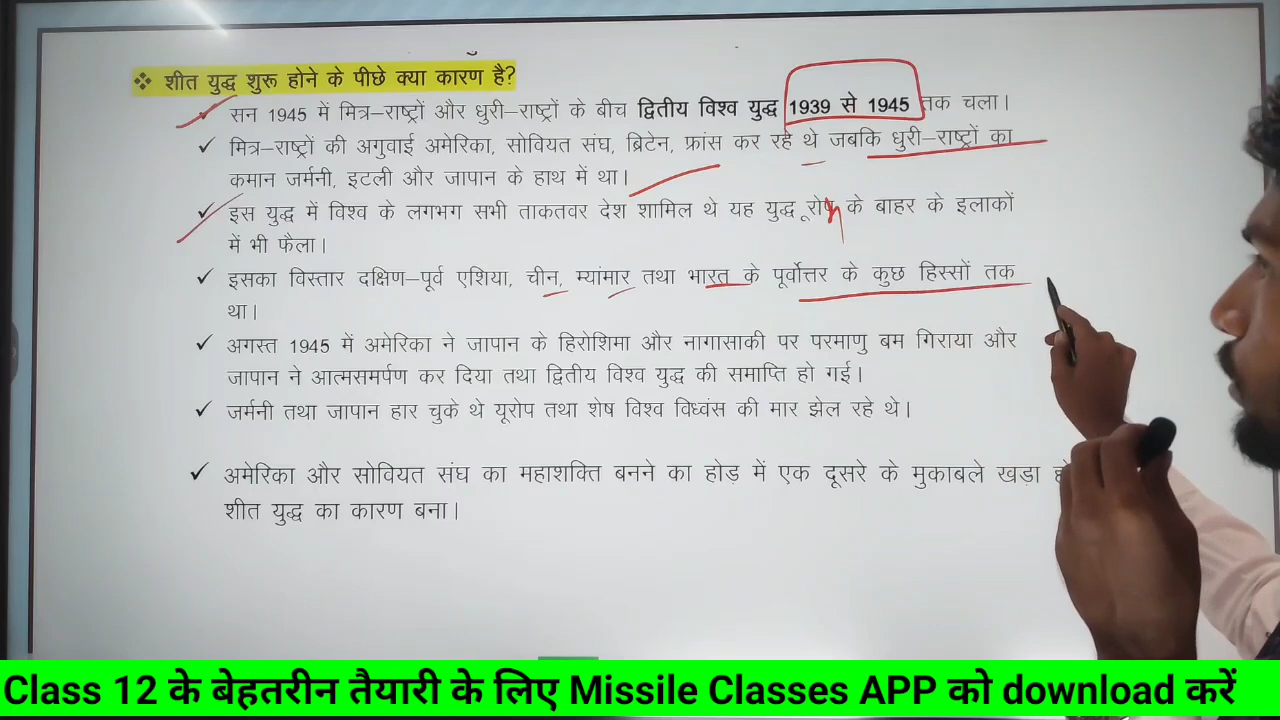 ❖ शीत युद्ध शुरू होने के पीछे क्या कारण है?
सन 1945 में मित्र–राष्ट्रों और धुरी–राष्ट्रों के बीच द्वितीय विश्व युद्ध 1939 से 1945 तक चला।
✓ मित्र–राष्ट्रों की अगुवाई अमेरिका, सोवियत संघ, ब्रिटेन, फ्रांस कर रहे थे जबकि धुरी–राष्ट्रों का
कमान जर्मनी, इटली और जापान के हाथ में था।
✓ इस युद्ध में विश्व के लगभग सभी ताकतवर देश शामिल थे यह युद्ध के बाहर के इलाकों
में भी फैला।
✓ इसका विस्तार दक्षिण–पूर्व एशिया, चीन, म्यांमार तथा भारत के पूर्वोत्तर के कुछ हिस्सों तक
था।
✓ अगस्त 1945 में अमेरिका ने जापान के हिरोशिमा और नागासाकी पर परमाणु बम गिराया और
जापान ने आत्मसमर्पण कर दिया तथा द्वितीय विश्व युद्ध की समाप्ति हो गई।
✓ जर्मनी तथा जापान हार चुके थे यूरोप तथा शेष विश्व विध्वंस की मार झेल रहे थे।
✓ अमेरिका और सोवियत संघ का महाशक्ति बनने का होड़ में एक दूसरे के मुकाबले खड़ा
शीत युद्ध का कारण बना।
Class 12 के बेहतरीन तैयारी के लिए Missile Classes APP को download करें